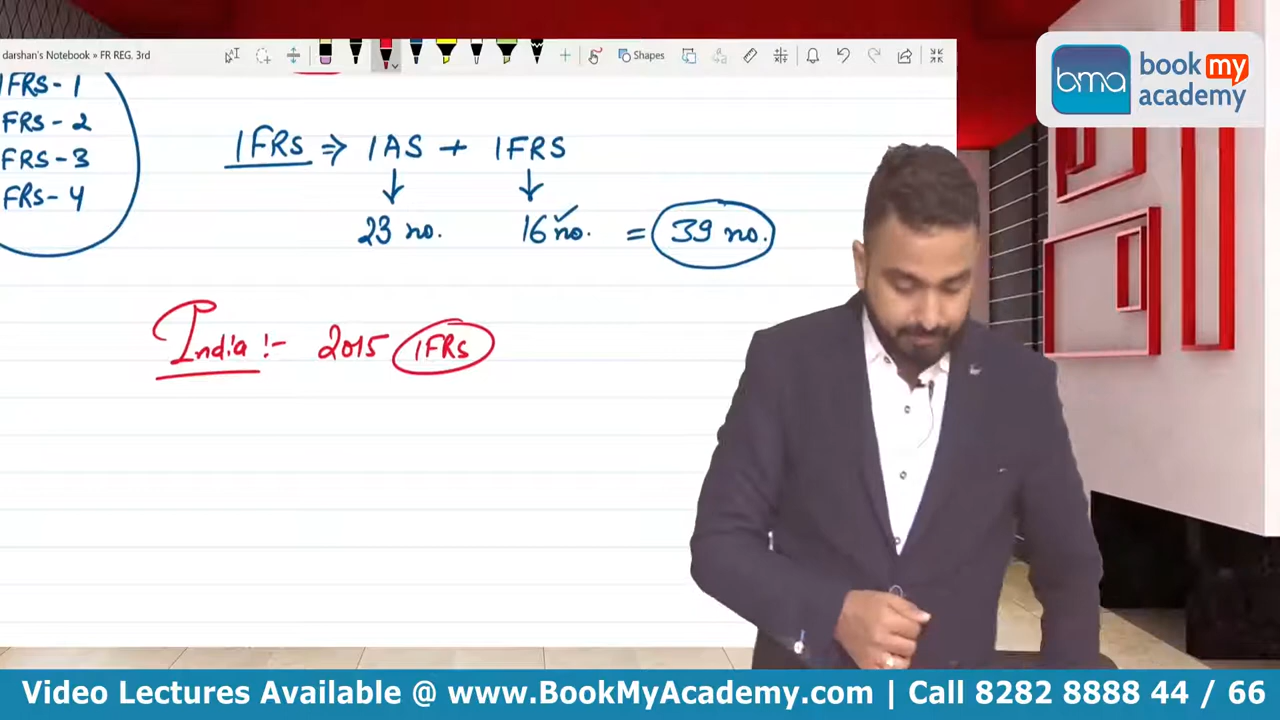 darshan's Notebook » FR REG. 3rd
Shapes
bma
book my
academy
IFRS-1
FRS-2
FRS-3
FRS-4
IFRS ⇒ IAS + IFRS
23 no. 16 no. = 39 no.
India :- 2015 IFRS
Video Lectures Available @ www.BookMyAcademy.com | Call 8282 8888 44 / 66